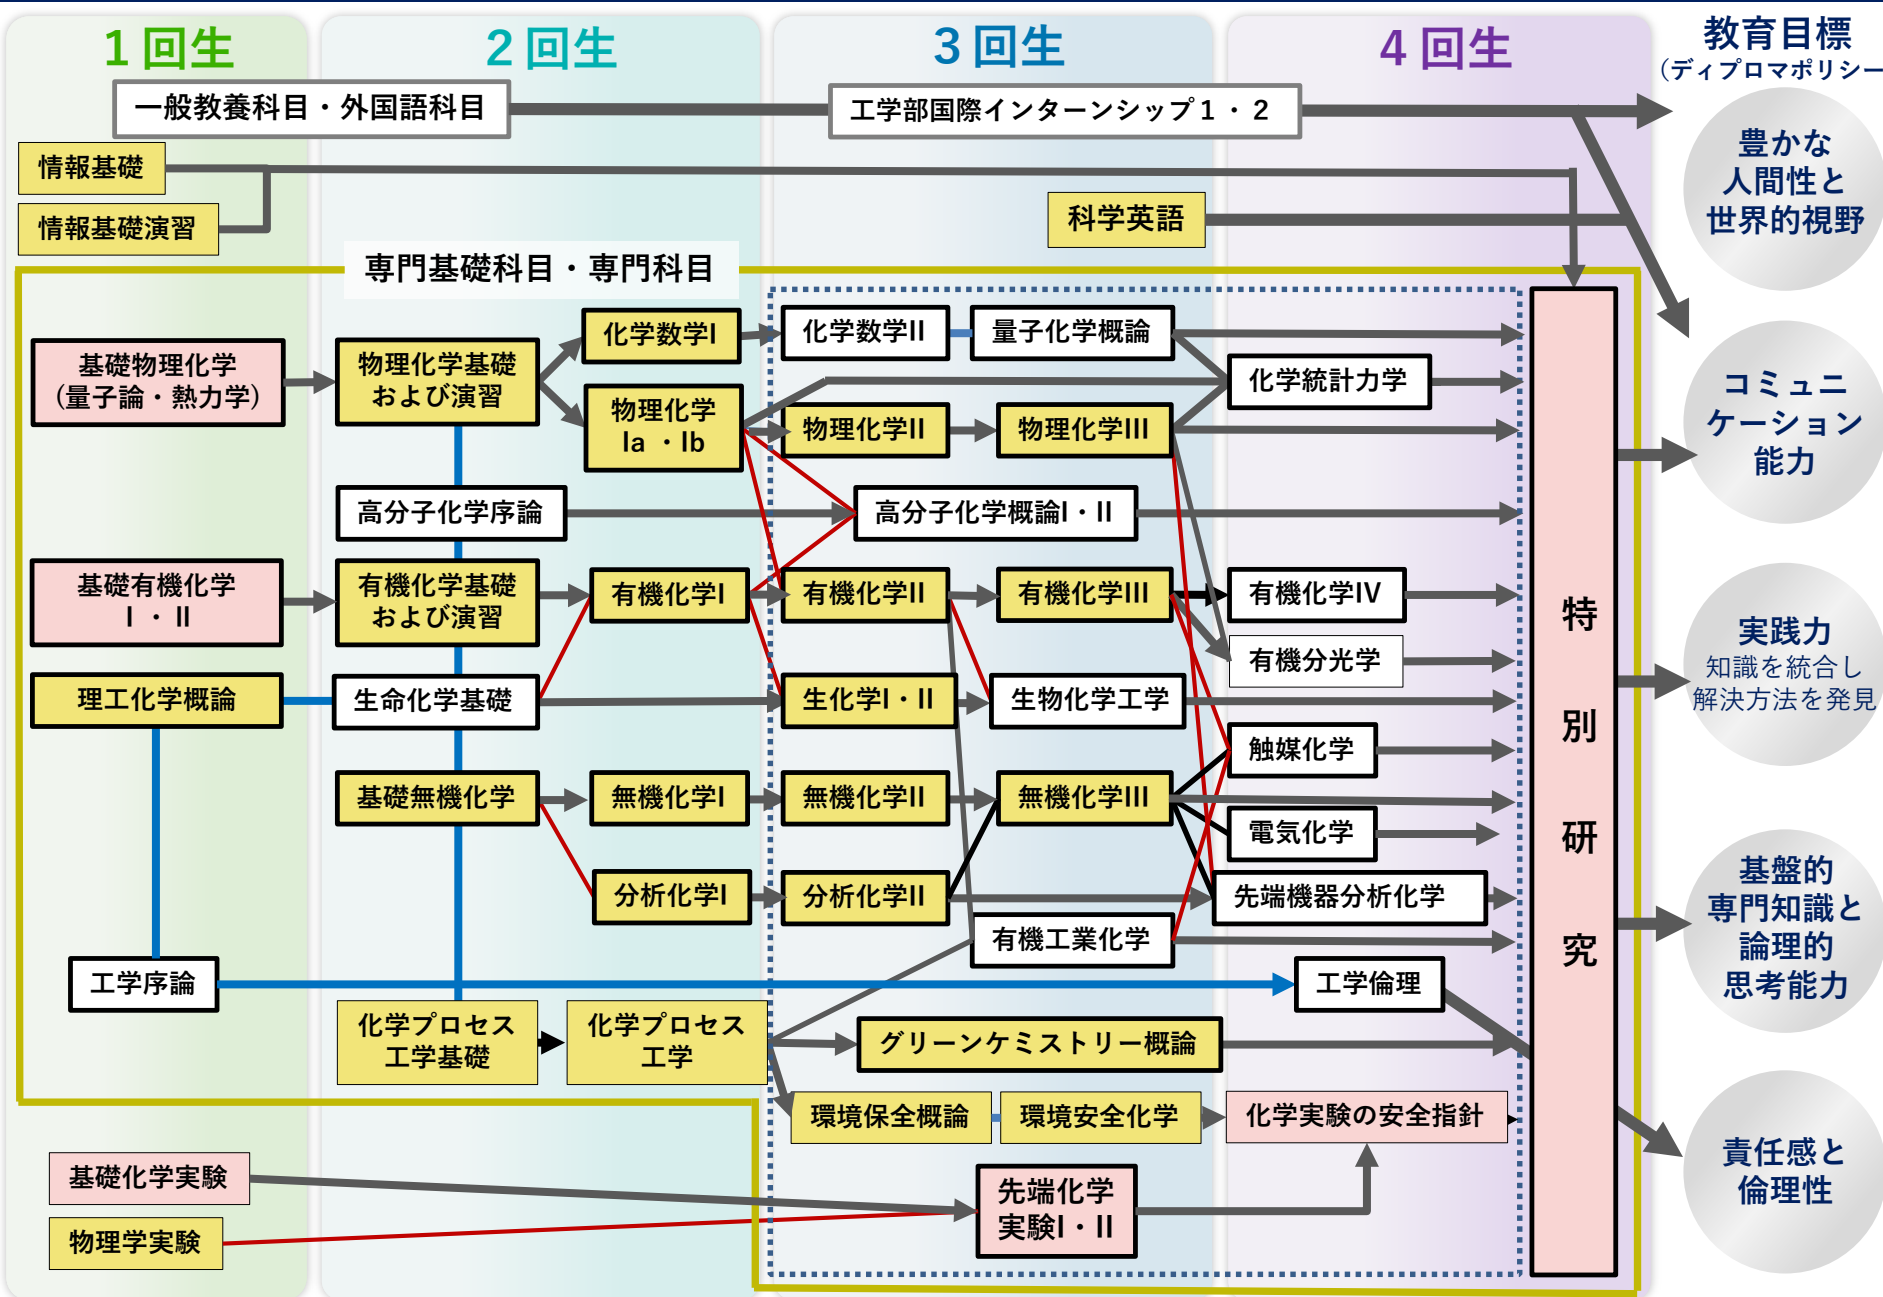 1回生
2回生
3回生
4回生
教育目標
(ディプロマポリシー
一般教養科目・外国語科目
工学部国際インターンシップ1・2
情報基礎
情報基礎演習
科学英語
専門基礎科目・専門科目
基礎物理化学
(量子論・熱力学)
物理化学基礎
および演習
化学数学I
化学数学II
量子化学概論
化学統計力学
物理化学
Ia ・Ib
物理化学II
物理化学III
高分子化学序論
高分子化学概論I・II
基礎有機化学
I ・ II
有機化学基礎
および演習
有機化学I
有機化学II
有機化学III
有機化学IV
有機分光学
理工化学概論
生命化学基礎
生化学I・II
生物化学工学
触媒化学
基礎無機化学
無機化学I
無機化学II
無機化学III
電気化学
分析化学I
分析化学II
先端機器分析化学
有機工業化学
工学序論
工学倫理
化学プロセス
工学基礎
化学プロセス
工学
グリーンケミストリー概論
環境保全概論
環境安全化学
化学実験の安全指針
基礎化学実験
物理学実験
先端化学
実験I・II
特
別
研
究
豊かな
人間性と
世界的視野
コミュニ
ケーション
能力
実践力
知識を統合し
解決方法を発見
基盤的
専門知識と
論理的
思考能力
責任感と
倫理性